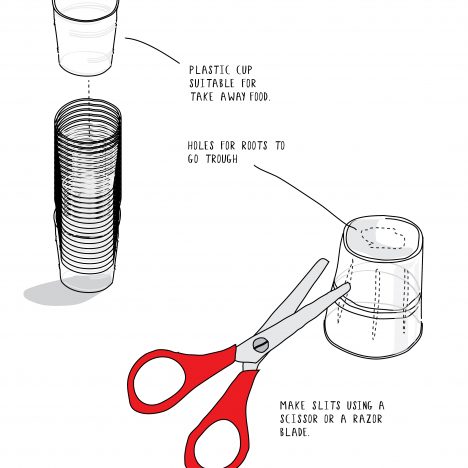 PLASTIC CUP
SUITABLE FOR
TAKE AWAY FOOD.
HOLES FOR ROOTS TO
GO TROUGH
MAKE SLITS USING A
SCISSOR OR A RAZOR
BLADE.